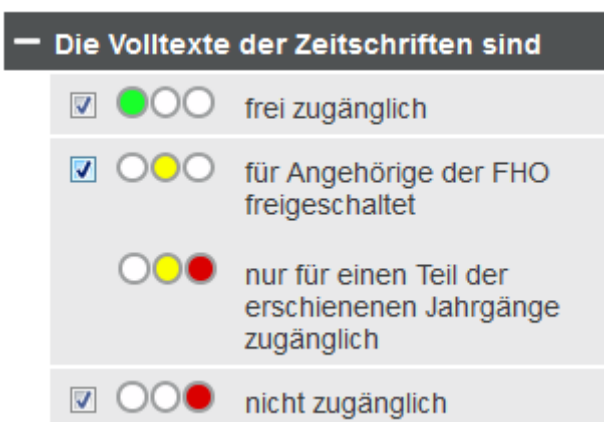 Die Volltexte der Zeitschriften sind
frei zugänglich
für Angehörige der FHO
freigeschaltet
nur für einen Teil der
erschienenen Jahrgänge
zugänglich
nicht zugänglich